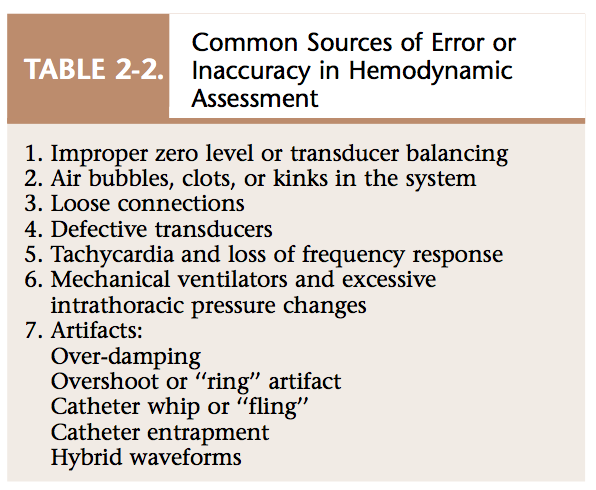 TABLE 2-2.
Common Sources of Error or
Inaccuracy in Hemodynamic
Assessment
1. Improper zero level or transducer balancing
2. Air bubbles, clots, or kinks in the system
3. Loose connections
4. Defective transducers
5. Tachycardia and loss of frequency response
6. Mechanical ventilators and excessive
intrathoracic pressure changes
7. Artifacts:
Over-damping
Overshoot or “ring” artifact
Catheter whip or “fling”
Catheter entrapment
Hybrid waveforms